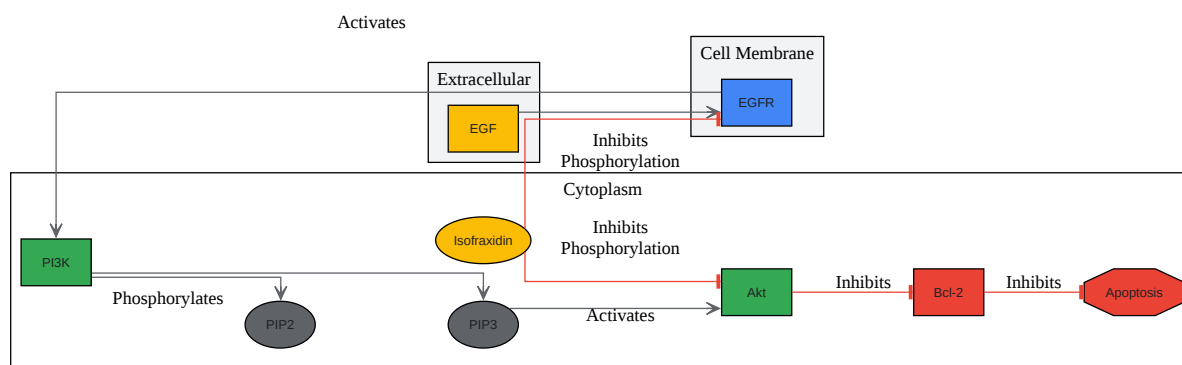 Activates
Cell Membrane
Extracellular
EGFR
EGF
Inhibits
Phosphorylation
Cytoplasm
Isofraxidin
Inhibits
Phosphorylation
PI3K
Phosphorylates
Akt
Inhibits
Bcl-2
Inhibits
Apoptosis
PIP2
PIP3
Activates